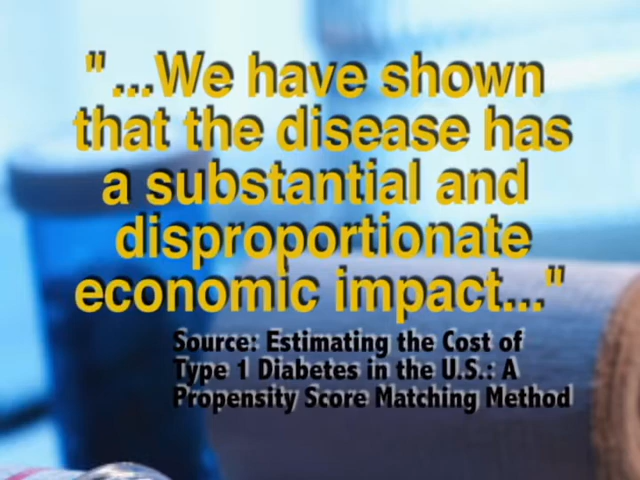 "...We have shown
that the disease has
a substantial and
disproportionate
economic impact..."
Source: Estimating the Cost of
Type 1 Diabetes in the U.S.: A
Propensity Score Matching Method